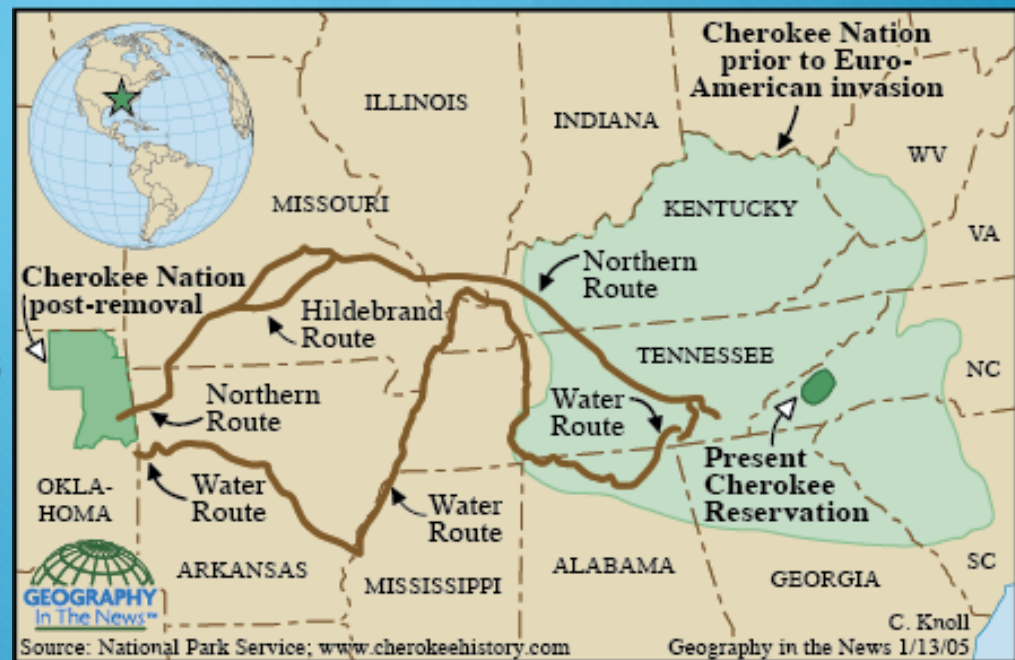 Cherokee Nation
prior to Euro-
American invasion
ILLINOIS
INDIANA
WV
MISSOURI
KENTUCKY
VA
Cherokee Nation
post-removal
Northern
Route
Hildebrand
Route
TENNESSEE
NC
Northern
Route
Water
Route
Present
Cherokee
Reservation
Water
Route
Water
Route
OKLA-
HOMA
ARKANSAS
MISSISSIPPI
ALABAMA
GEORGIA
SC
GEOGRAPHY
In The News™
C. Knoll
Source: National Park Service; www.cherokeehistory.com
Geography in the News 1/13/05